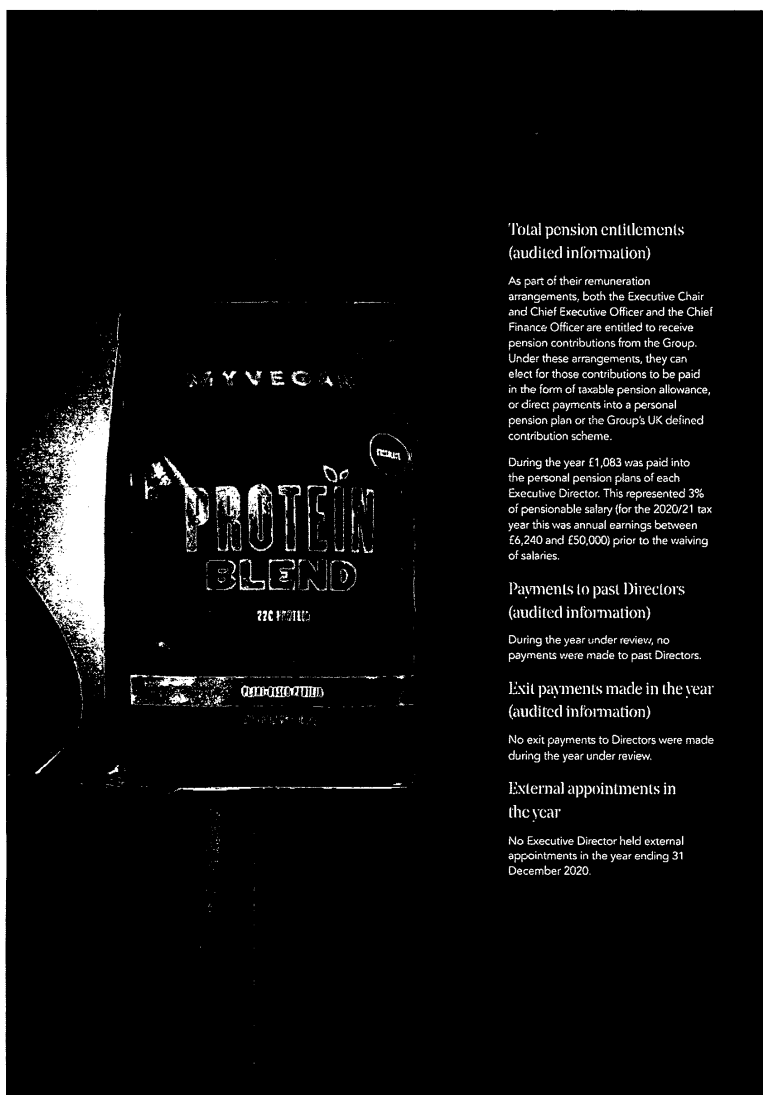 MYVEGAN
PROTEIN
BLEND
22G PROTEIN
Total pension entitlements
(audited information)
As part of their remuneration
arrangements, both the Executive Chair
and Chief Executive Officer and the Chief
Finance Officer are entitled to receive
pension contributions from the Group.
Under these arrangements, they can
elect for those contributions to be paid
in the form of taxable pension allowance,
or direct payments into a personal
pension plan or the Group's UK defined
contribution scheme.
During the year £1,083 was paid into
the personal pension plans of each
Executive Director. This represented 3%
of pensionable salary (for the 2020/21 tax
year this was annual earnings between
£6,240 and £50,000) prior to the waiving
of salaries.
Payments to past Directors
(audited information)
During the year under review, no
payments were made to past Directors.
Exit payments made in the year
(audited information)
No exit payments to Directors were made
during the year under review.
External appointments in
the year
No Executive Director held external
appointments in the year ending 31
December 2020.